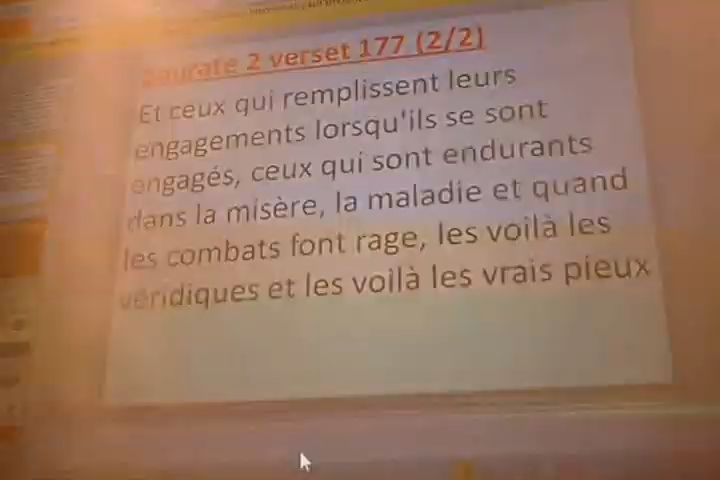 Sourate 2 verset 177 (2/2)
Et ceux qui remplissent leurs
engagements lorsqu'ils se sont
engagés, ceux qui sont endurants
dans la misère, la maladie et quand
les combats font rage, les voilà les
véridiques et les voilà les vrais pieux